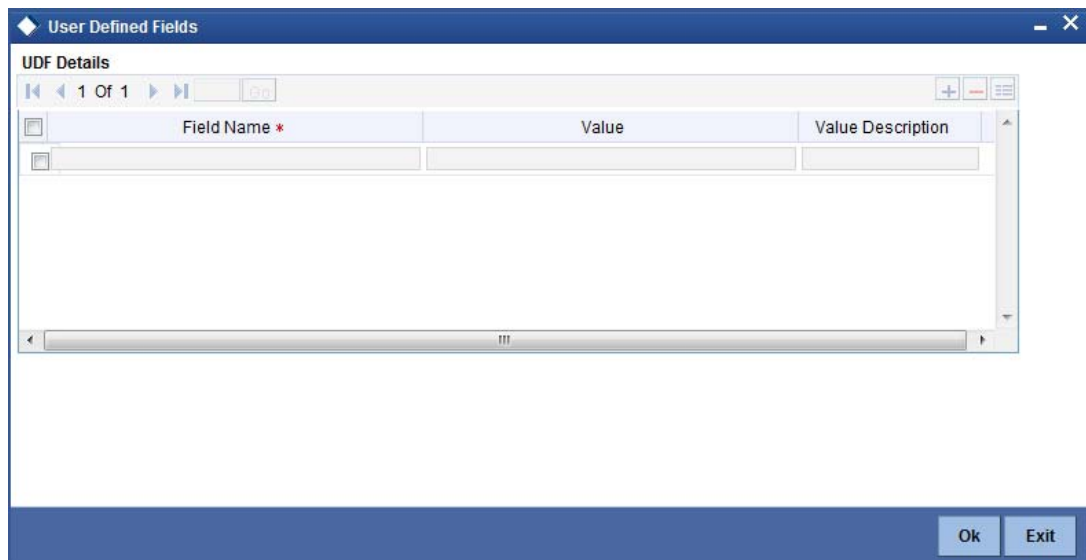 User Defined Fields
UDF Details
1 Of 1 Go
Field Name * Value Value Description
Ok Exit